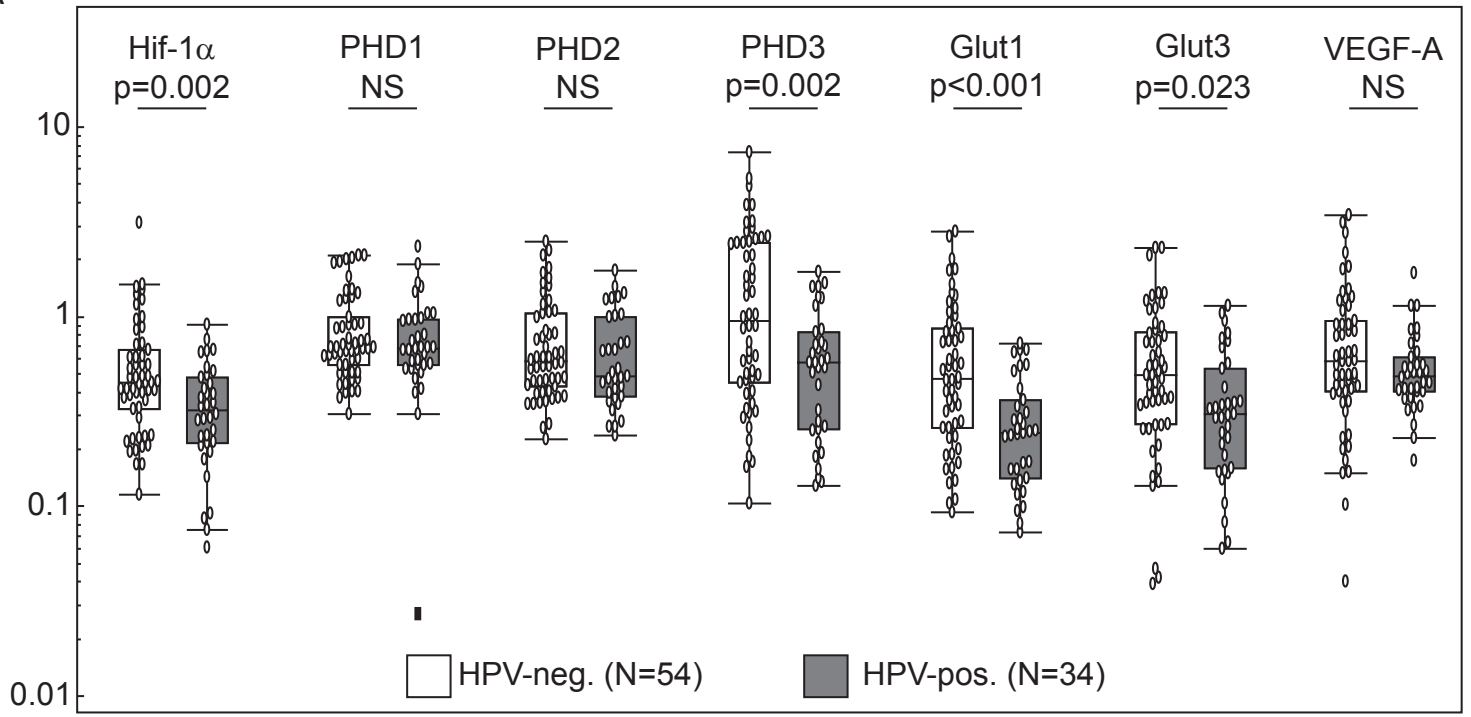 Hif-1α PHD1 PHD2 PHD3 Glut1 Glut3 VEGF-A
p=0.002 NS NS p=0.002 p<0.001 p=0.023 NS
10
1
0.1
0.01
HPV-neg. (N=54) HPV-pos. (N=34)